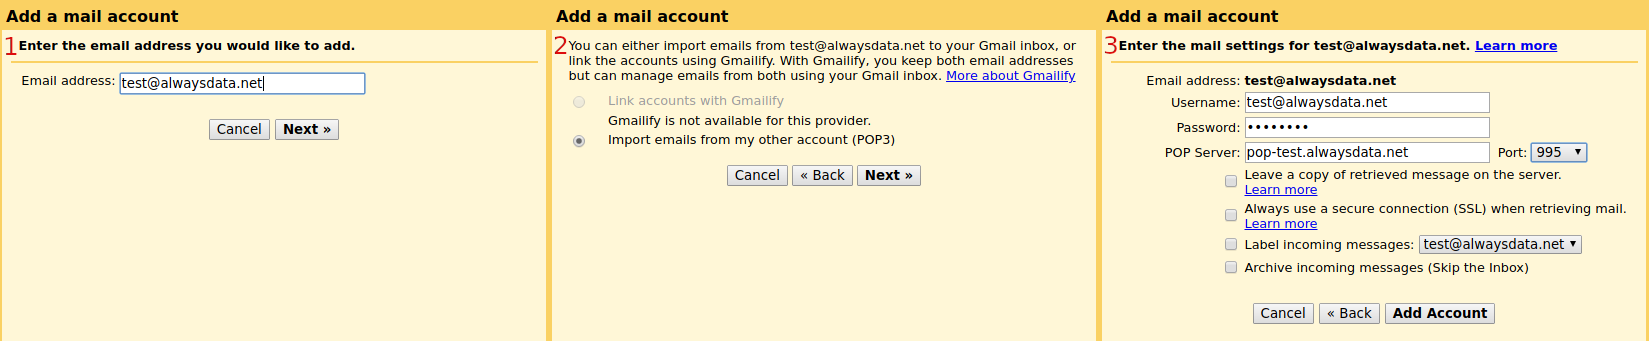 Add a mail account
1 Enter the email address you would like to add.
Email address: test@alwaysdata.net
Cancel Next »
Add a mail account
2 You can either import emails from test@alwaysdata.net to your Gmail inbox, or
link the accounts using Gmailify. With Gmailify, you keep both email addresses
but can manage emails from both using your Gmail inbox. More about Gmailify
Link accounts with Gmailify
Gmailify is not available for this provider.
Import emails from my other account (POP3)
Cancel « Back Next »
Add a mail account
3 Enter the mail settings for test@alwaysdata.net. Learn more
Email address: test@alwaysdata.net
Username: test@alwaysdata.net
Password: ••••••••
POP Server: pop-test.alwaysdata.net Port: 995
Leave a copy of retrieved message on the server.
Learn more
Always use a secure connection (SSL) when retrieving mail.
Learn more
Label incoming messages: test@alwaysdata.net
Archive incoming messages (Skip the Inbox)
Cancel « Back Add Account